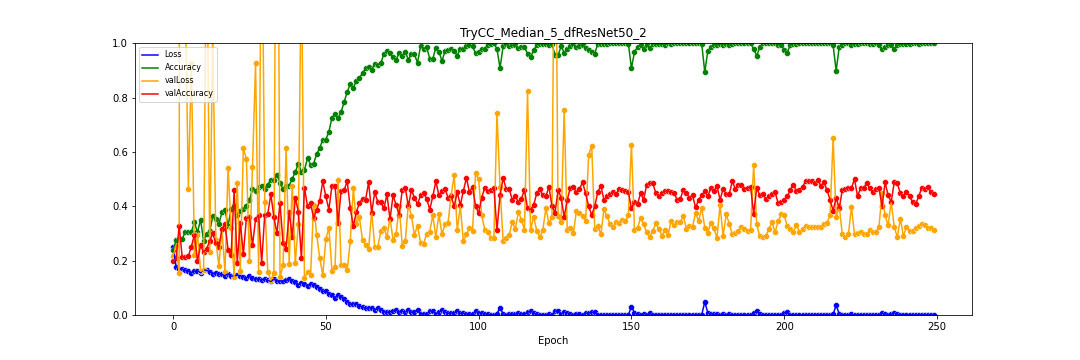 TryCC_Median_5_dfResNet50_2
1.0
0.8
0.6
0.4
0.2
0.0
Loss
Accuracy
valLoss
valAccuracy
0 50 100 150 200 250
Epoch